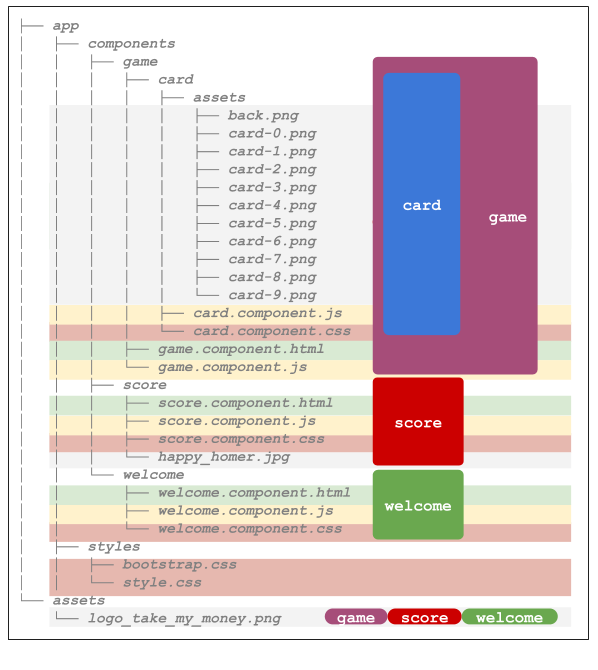 app
components
game
card
assets
back.png
card-0.png
card-1.png
card-2.png
card-3.png
card-4.png
card-5.png card
card-6.png game
card-7.png
card-8.png
card-9.png
card.component.js
card.component.css
game.component.html
game.component.js
score
score.component.html
score.component.js score
score.component.css
happy_homer.jpg
welcome
welcome.component.html
welcome.component.js welcome
welcome.component.css
styles
bootstrap.css
style.css
assets
logo_take_my_money.png game score welcome